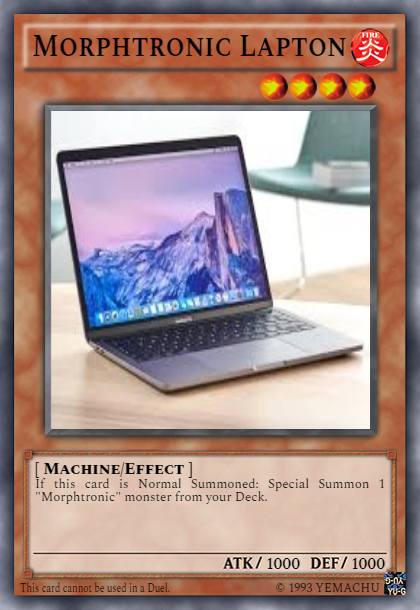 MORPHTRONIC LAPTON
FIRE
炎
[ MACHINE/EFFECT ]
If this card is Normal Summoned: Special Summon 1
"Morphtronic" monster from your Deck.
ATK/ 1000 DEF/ 1000
This card cannot be used in a Duel.
© 1993 YEMACHU